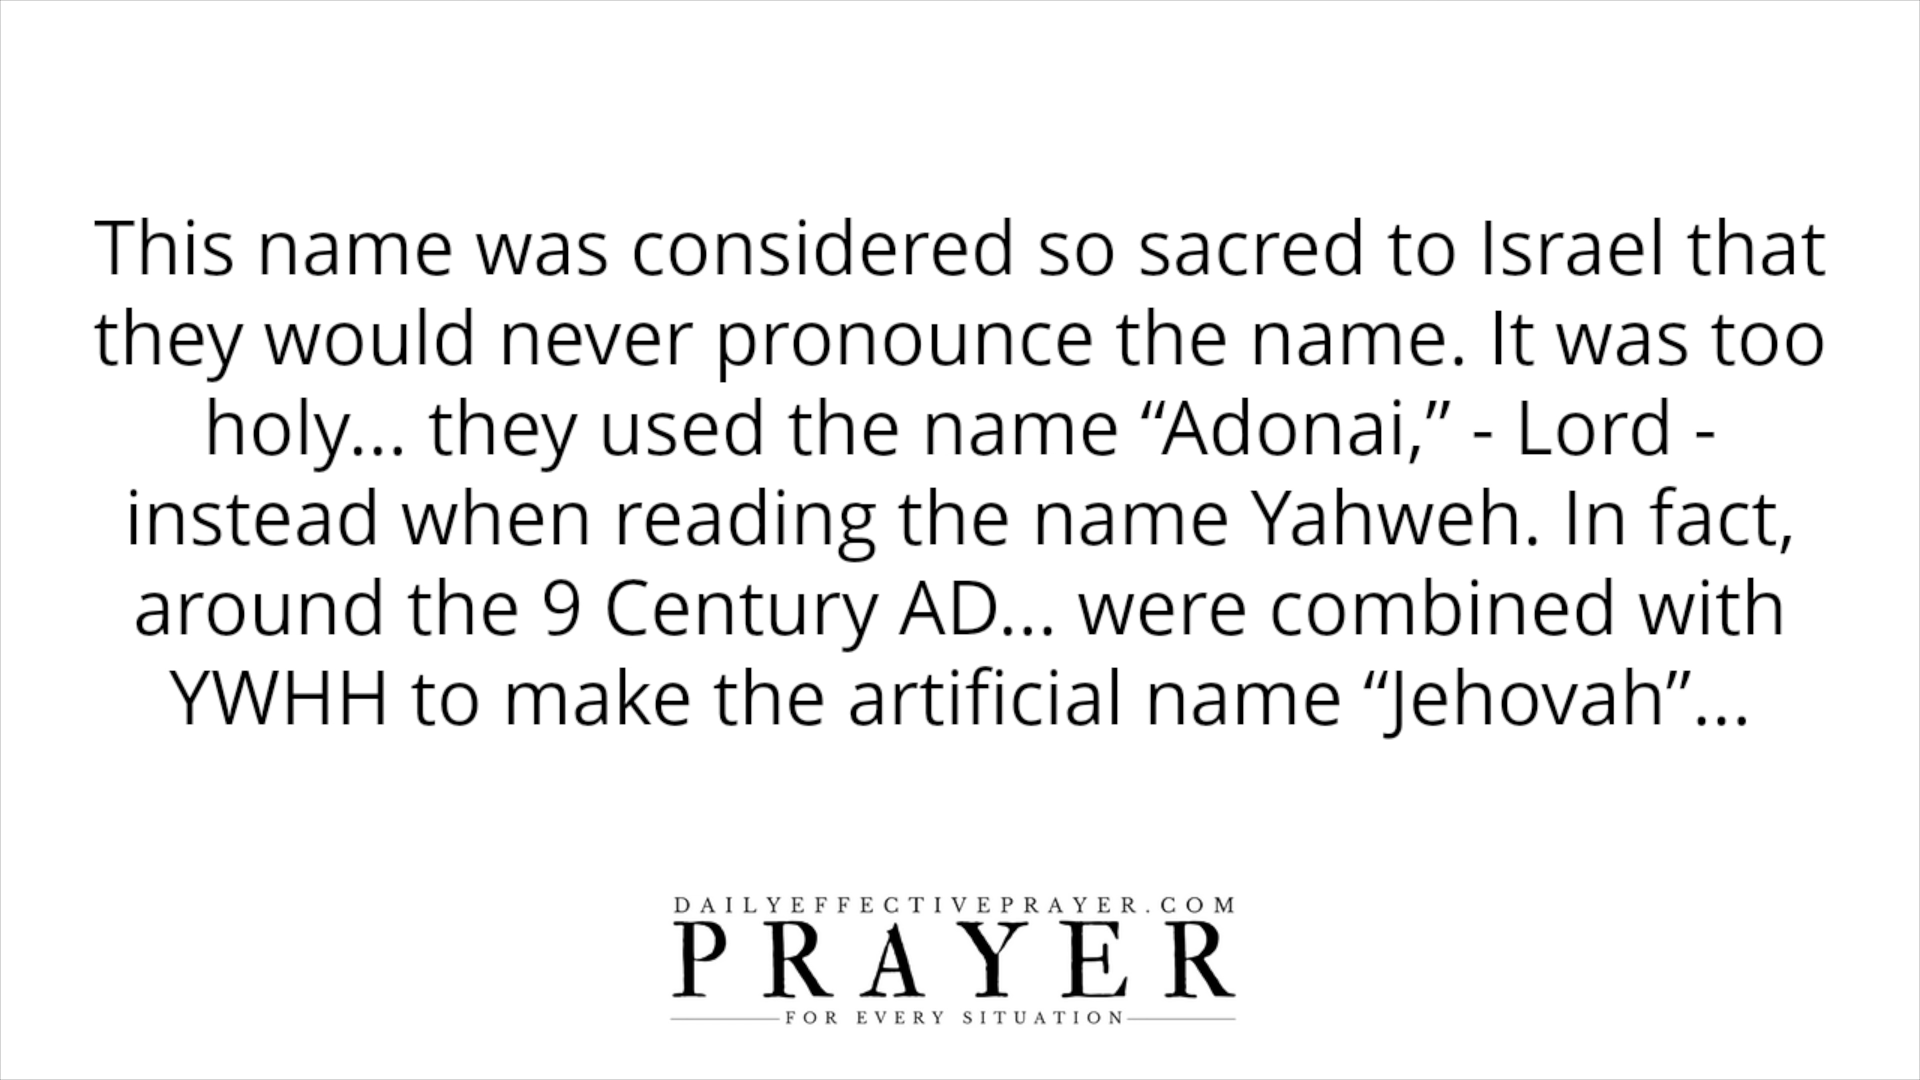 This name was considered so sacred to Israel that
they would never pronounce the name. It was too
holy... they used the name “Adonai,” - Lord -
instead when reading the name Yahweh. In fact,
around the 9 Century AD... were combined with
YWHH to make the artificial name “Jehovah”...
DAILYEFFECTIVEPRAYER.COM
PRAYER
FOR EVERY SITUATION